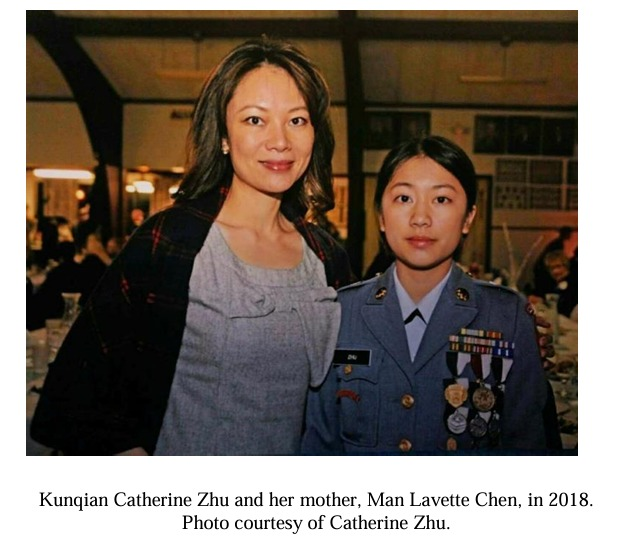 ZHU
Kunqian Catherine Zhu and her mother, Man Lavette Chen, in 2018.
Photo courtesy of Catherine Zhu.